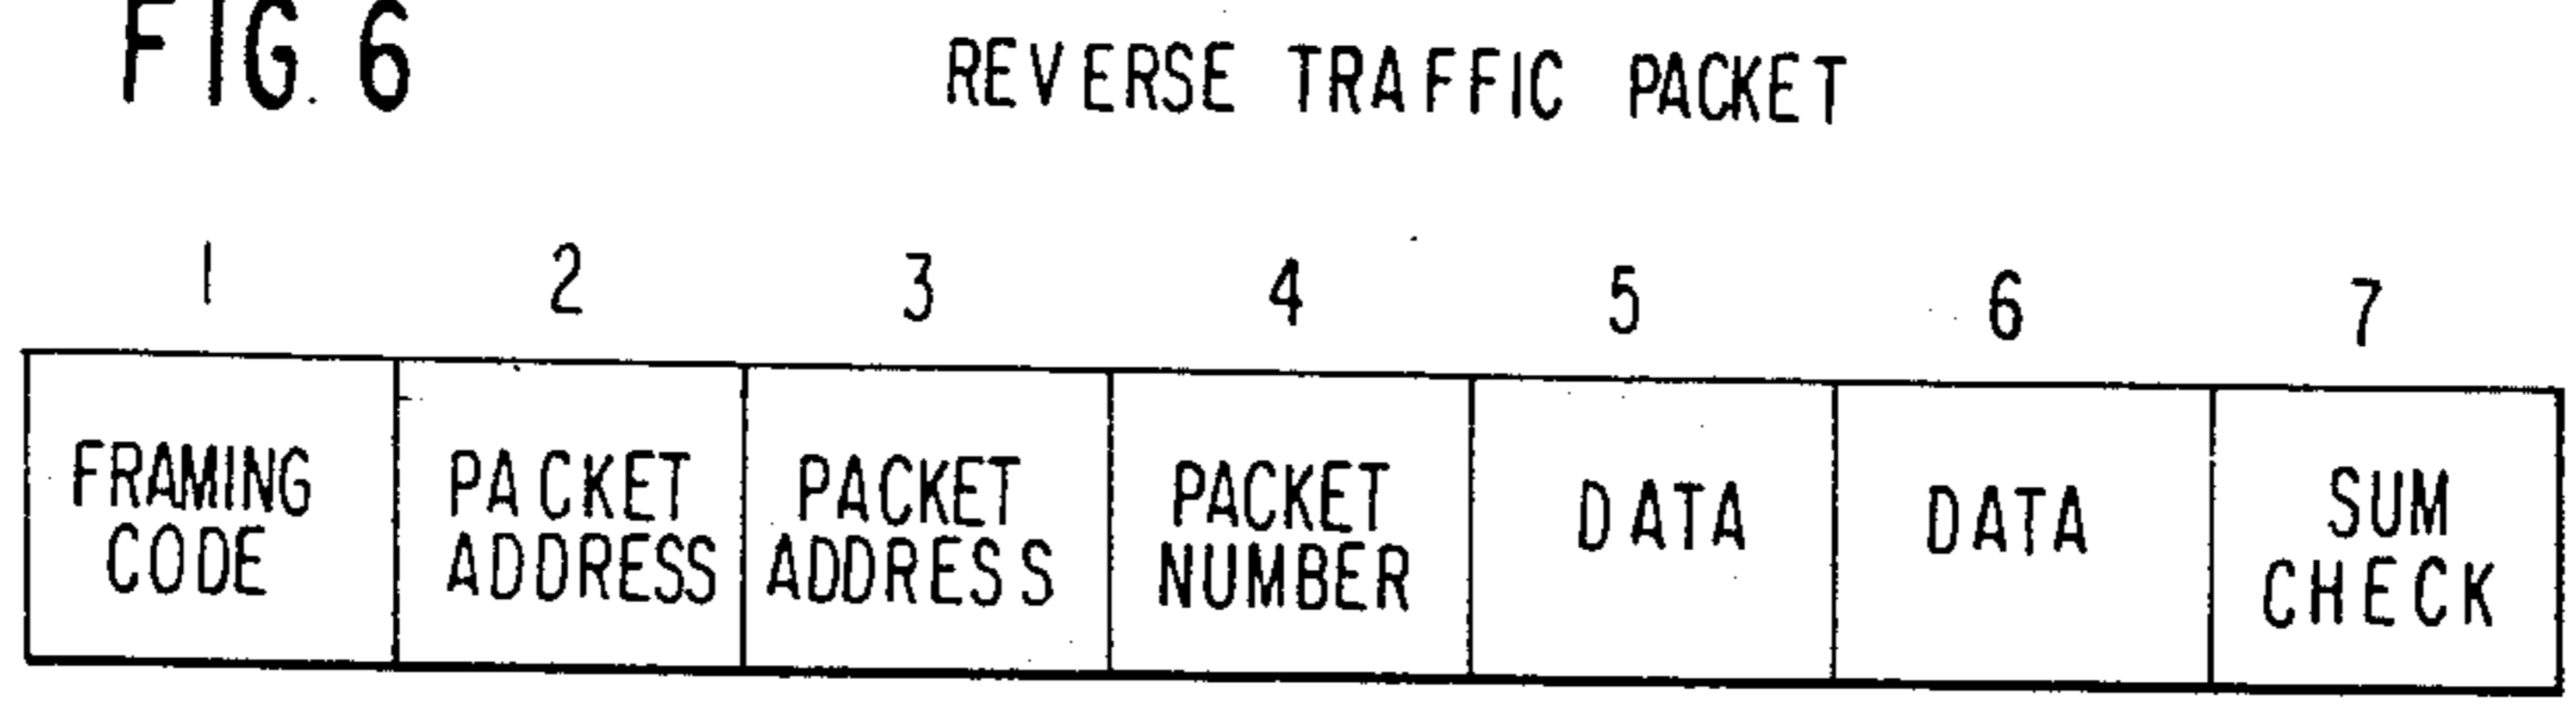 FIG. 6
REVERSE TRAFFIC PACKET
1 2 3 4 5 6 7
FRAMING CODE
PACKET ADDRESS
PACKET ADDRESS
PACKET NUMBER
DATA
DATA
SUM CHECK